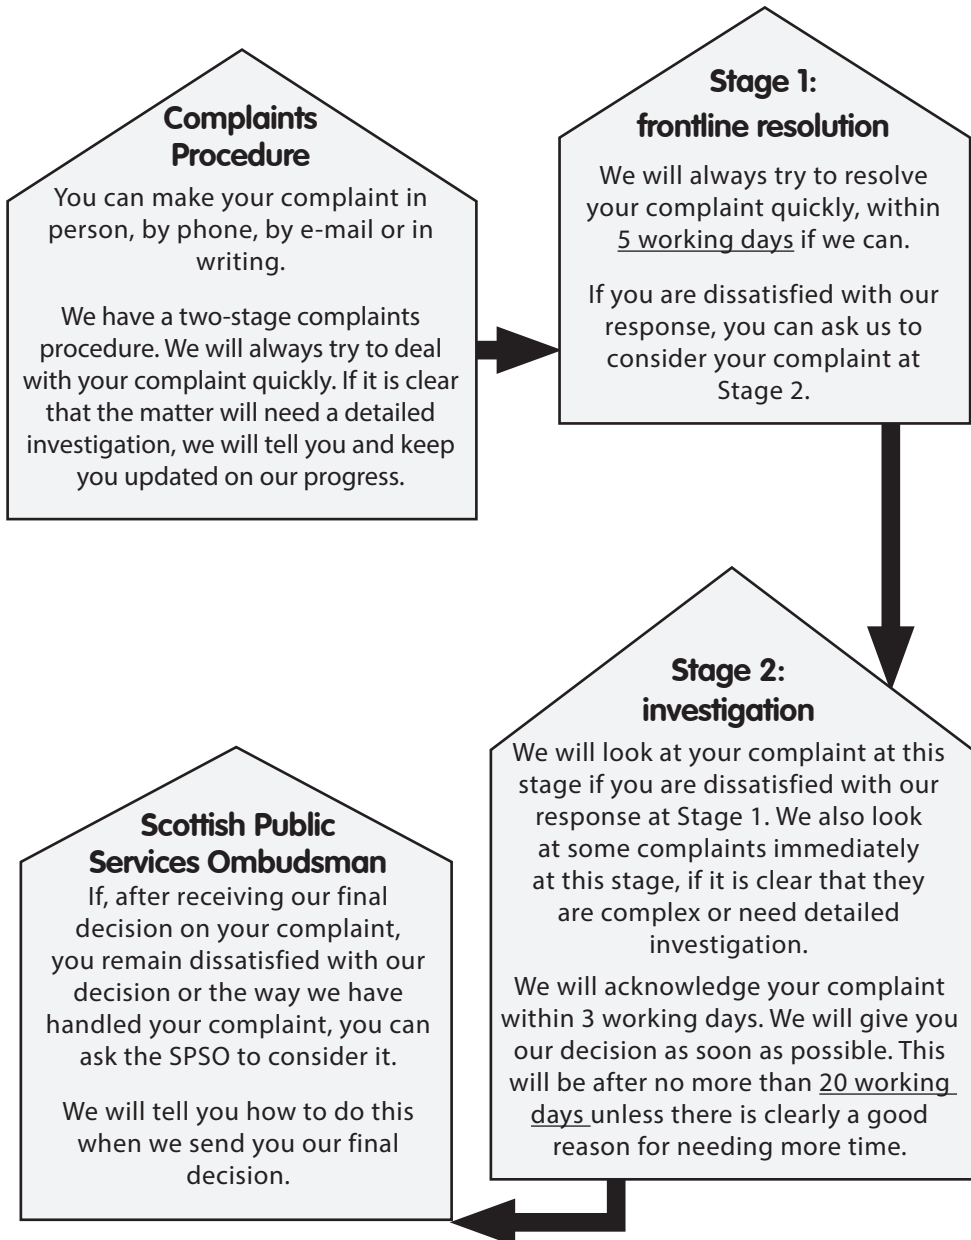 Complaints
Procedure
You can make your complaint in
person, by phone, by e-mail or in
writing.
We have a two-stage complaints
procedure. We will always try to deal
with your complaint quickly. If it is clear
that the matter will need a detailed
investigation, we will tell you and keep
you updated on our progress.
Stage 1:
frontline resolution
We will always try to resolve
your complaint quickly, within
5 working days if we can.
If you are dissatisfied with our
response, you can ask us to
consider your complaint at
Stage 2.
Stage 2:
investigation
We will look at your complaint at this
stage if you are dissatisfied with our
response at Stage 1. We also look
at some complaints immediately
at this stage, if it is clear that they
are complex or need detailed
investigation.
We will acknowledge your complaint
within 3 working days. We will give you
our decision as soon as possible. This
will be after no more than 20 working
days unless there is clearly a good
reason for needing more time.
Scottish Public
Services Ombudsman
If, after receiving our final
decision on your complaint,
you remain dissatisfied with our
decision or the way we have
handled your complaint, you can
ask the SPSO to consider it.
We will tell you how to do this
when we send you our final
decision.